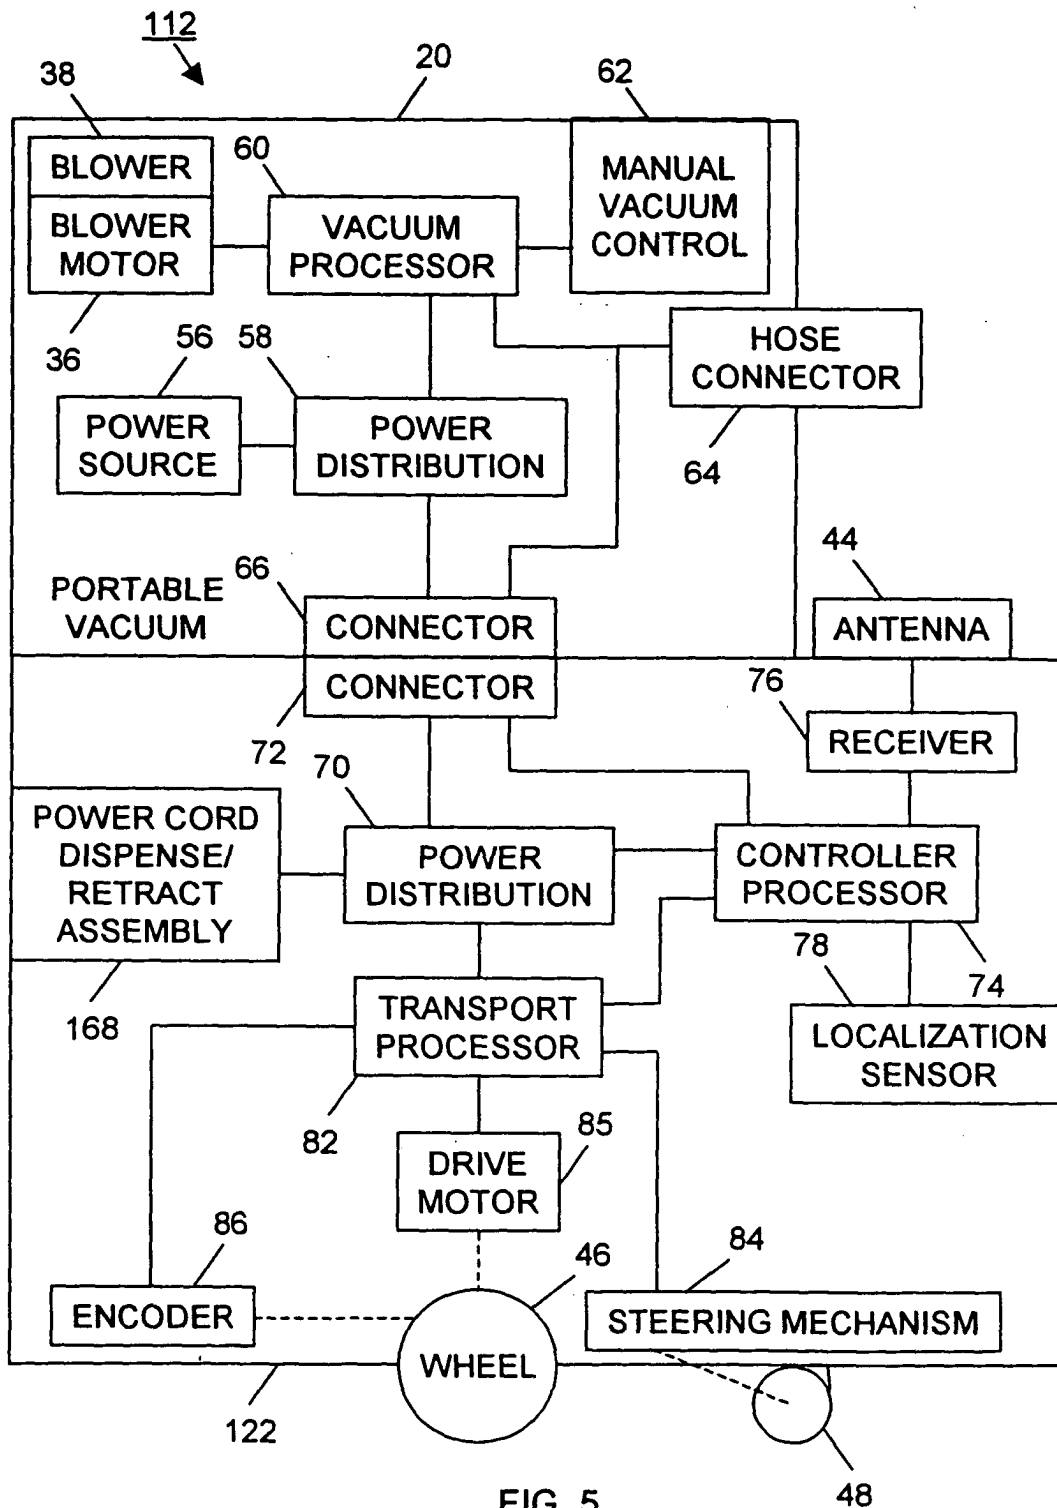 112
38
20
62
BLOWER
60
MANUAL
VACUUM
CONTROL
BLOWER
MOTOR
VACUUM
PROCESSOR
36
56
58
HOSE
CONNECTOR
POWER
SOURCE
POWER
DISTRIBUTION
64
44
66
PORTABLE
VACUUM
CONNECTOR
ANTENNA
CONNECTOR
76
72
RECEIVER
70
POWER CORD
DISPENSE/
RETRACT
ASSEMBLY
POWER
DISTRIBUTION
CONTROLLER
PROCESSOR
78
74
168
TRANSPORT
PROCESSOR
LOCALIZATION
SENSOR
82
85
DRIVE
MOTOR
86
46
84
ENCODER
STEERING MECHANISM
WHEEL
122
48
FIG. 5